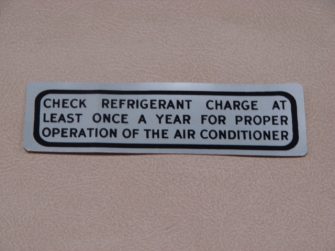 CHECK REFRIGERANT CHARGE AT
LEAST ONCE A YEAR FOR PROPER
OPERATION OF THE AIR CONDITIONER